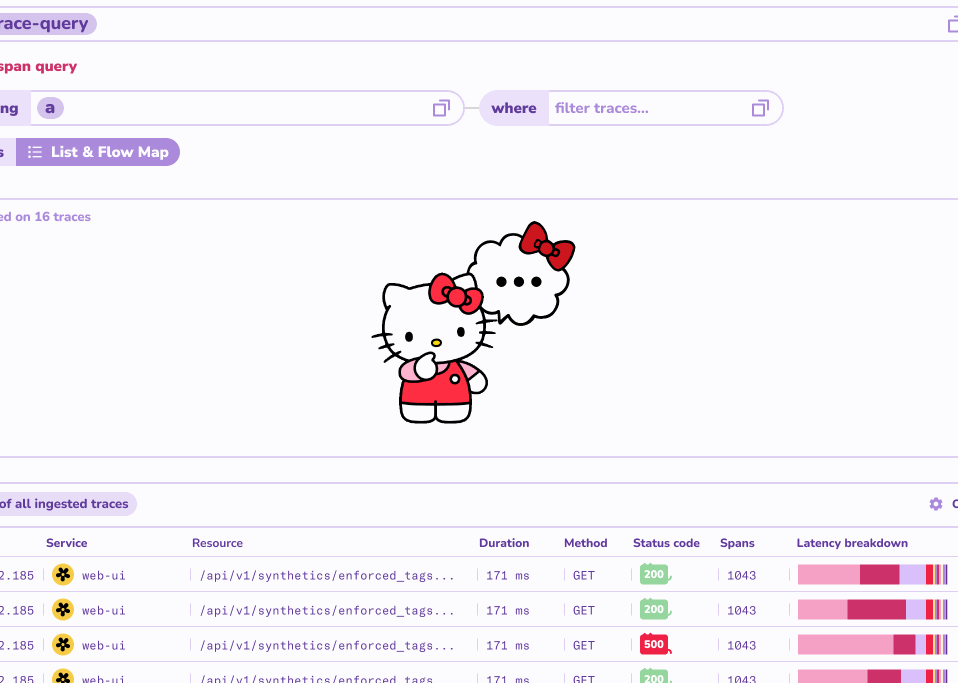 race-query
span query
ng a where filter traces...
s List & Flow Map
ed on 16 traces
of all ingested traces
Service Resource Duration Method Status code Spans Latency breakdown
2.185 web-ui /api/v1/synthetics/enforced_tags... 171 ms GET 200 1043
2.185 web-ui /api/v1/synthetics/enforced_tags... 171 ms GET 200 1043
2.185 web-ui /api/v1/synthetics/enforced_tags... 171 ms GET 500 1043
2.185 web-ui /api/v1/synthetics/enforced_tags... 171 ms GET 200 1043